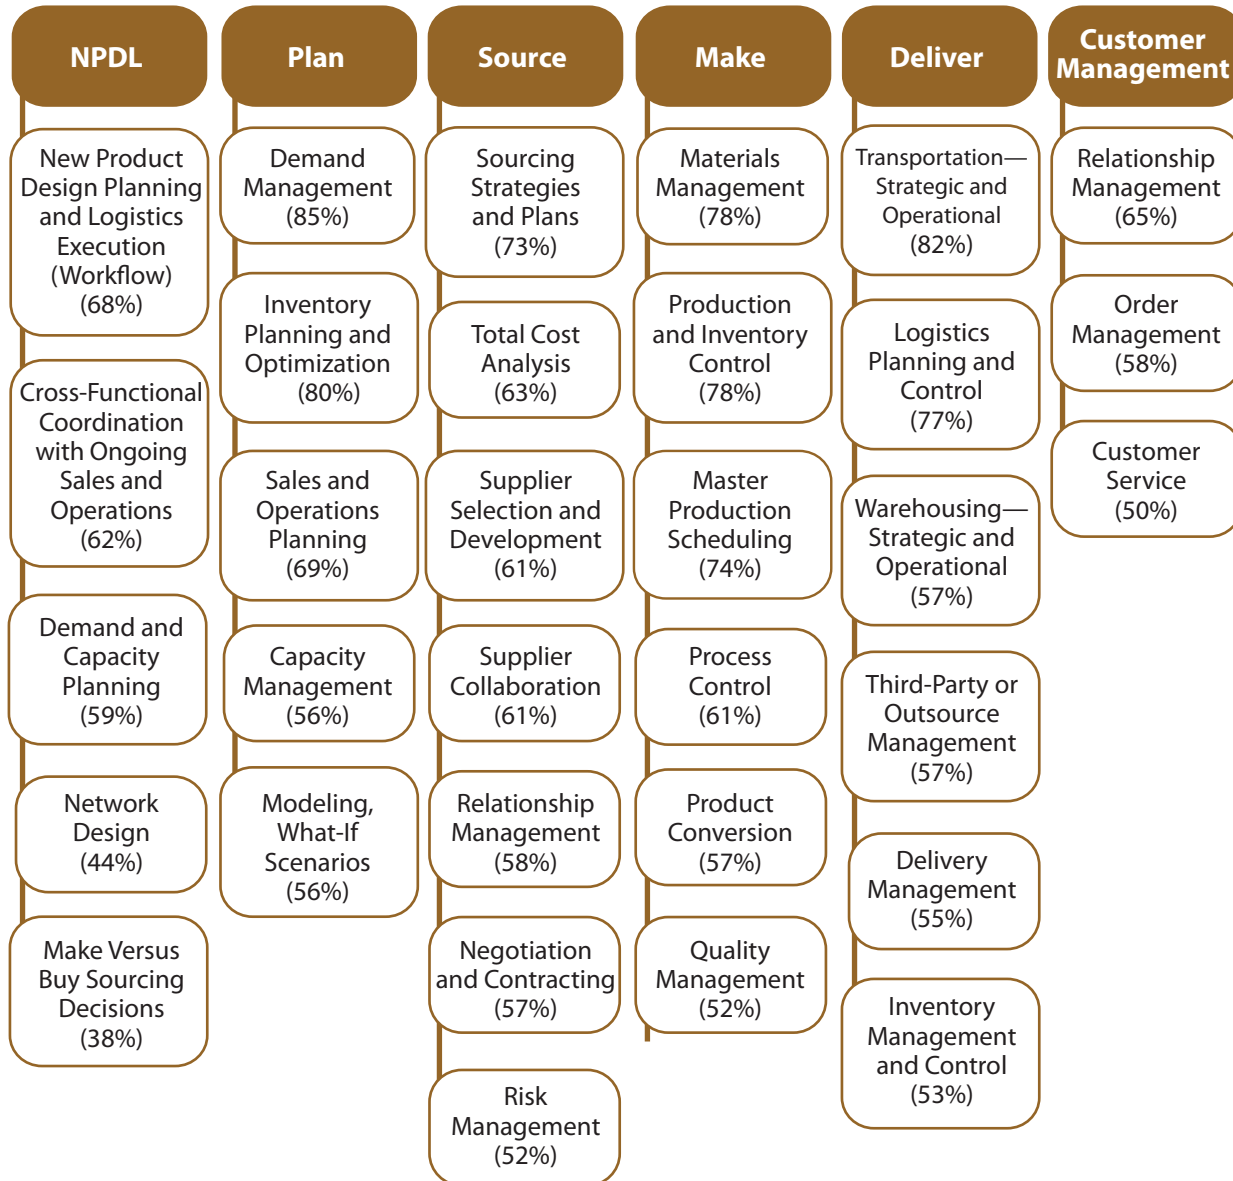 NPDL
New Product
Design Planning
and Logistics
Execution
(Workflow)
(68%)
Cross-Functional
Coordination
with Ongoing
Sales and
Operations
(62%)
Demand and
Capacity
Planning
(59%)
Network
Design
(44%)
Make Versus
Buy Sourcing
Decisions
(38%)
Plan
Demand
Management
(85%)
Inventory
Planning and
Optimization
(80%)
Sales and
Operations
Planning
(69%)
Capacity
Management
(56%)
Modeling,
What-If
Scenarios
(56%)
Source
Sourcing
Strategies
and Plans
(73%)
Total Cost
Analysis
(63%)
Supplier
Selection and
Development
(61%)
Supplier
Collaboration
(61%)
Relationship
Management
(58%)
Negotiation
and Contracting
(57%)
Risk
Management
(52%)
Make
Materials
Management
(78%)
Production
and Inventory
Control
(78%)
Master
Production
Scheduling
(74%)
Process
Control
(61%)
Product
Conversion
(57%)
Quality
Management
(52%)
Deliver
Transportation—
Strategic and
Operational
(82%)
Logistics
Planning and
Control
(77%)
Warehousing—
Strategic and
Operational
(57%)
Third-Party or
Outsource
Management
(57%)
Delivery
Management
(55%)
Inventory
Management
and Control
(53%)
Customer
Management
Relationship
Management
(65%)
Order
Management
(58%)
Customer
Service
(50%)